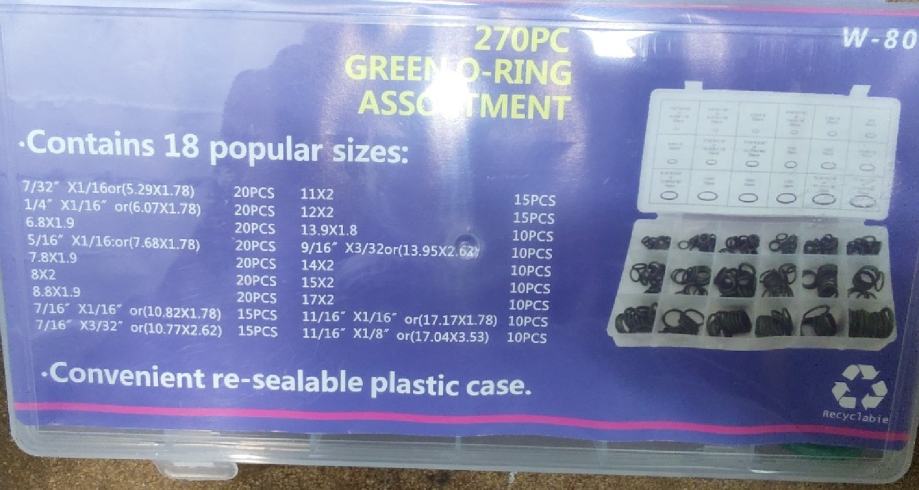 W-80
270PC
GREEN O-RING
ASSORTMENT
·Contains 18 popular sizes:
7/32" X1/16or(5.29X1.78) 20PCS
1/4" X1/16" or(6.07X1.78) 20PCS
6.8X1.9 20PCS
5/16" X1/16:or(7.68X1.78) 20PCS
7.8X1.9 20PCS
8X2 20PCS
8.8X1.9 20PCS
7/16" X1/16" or(10.82X1.78) 15PCS
7/16" X3/32" or(10.77X2.62) 15PCS
11X2 15PCS
12X2 15PCS
13.9X1.8 10PCS
9/16" X3/32or(13.95X2.62) 10PCS
14X2 10PCS
15X2 10PCS
17X2 10PCS
11/16" X1/16" or(17.17X1.78) 10PCS
11/16" X1/8" or(17.04X3.53) 10PCS
·Convenient re-sealable plastic case.
Recyclable